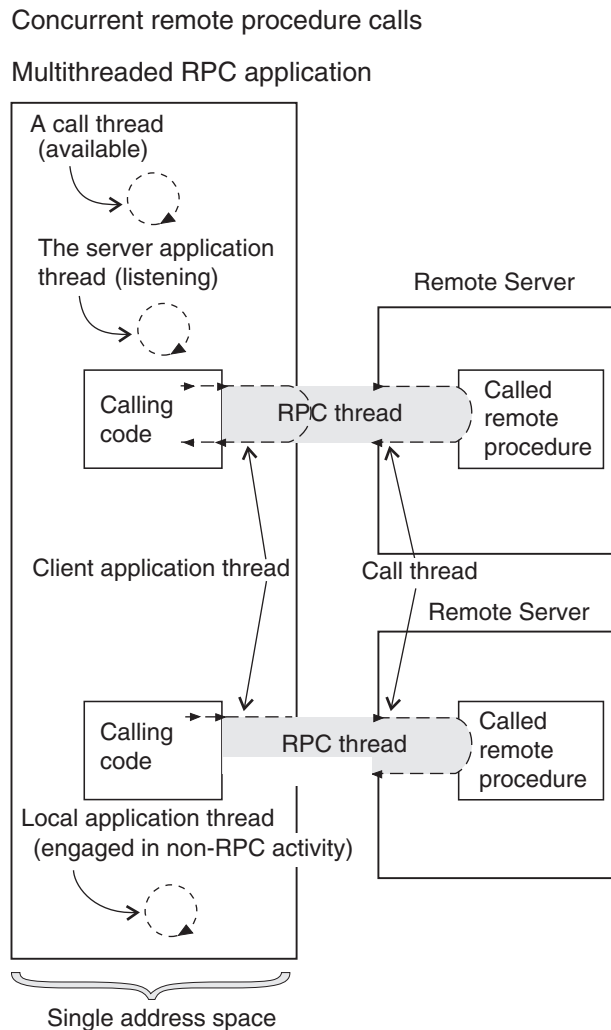 Concurrent remote procedure calls
Multithreaded RPC application
A call thread
(available)
The server application
thread (listening)
Remote Server
Calling
code
RPC thread
Called
remote
procedure
Client application thread
Call thread
Remote Server
Calling
code
RPC thread
Called
remote
procedure
Local application thread
(engaged in non-RPC activity)
Single address space